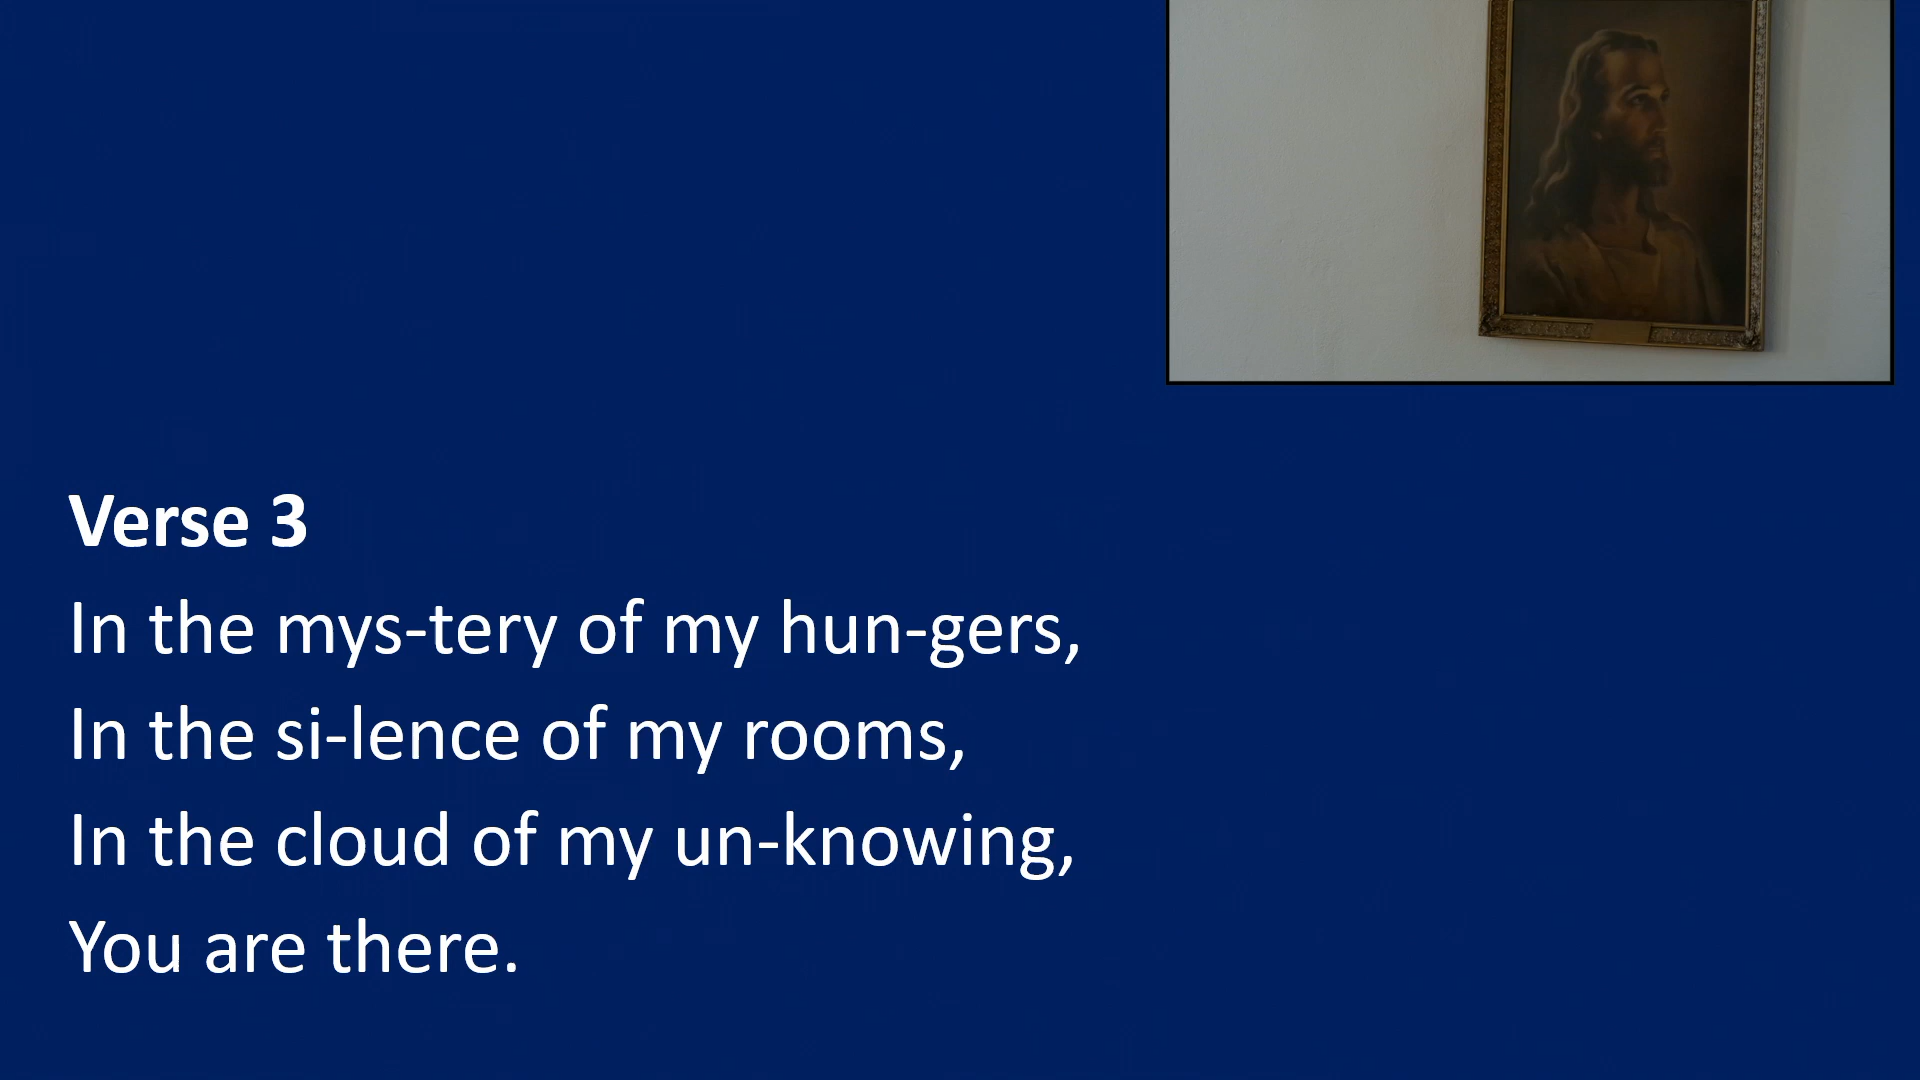 Verse 3
In the mys-tery of my hun-gers,
In the si-lence of my rooms,
In the cloud of my un-knowing,
You are there.